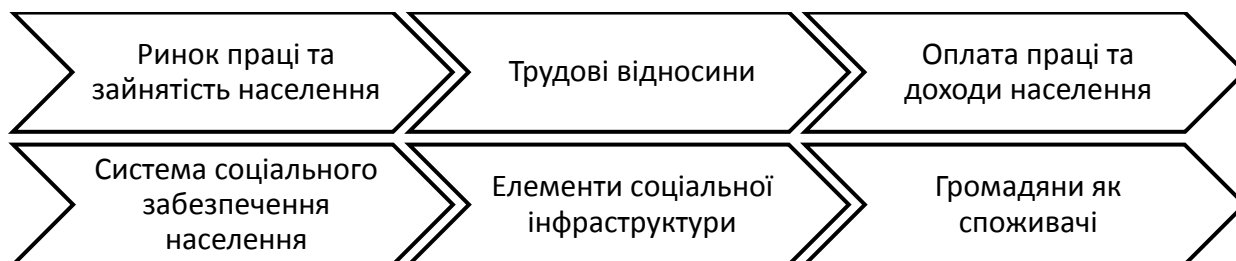 Ринок праці та
зайнятість населення
Трудові відносини
Оплата праці та
доходи населення
Система соціального
забезпечення
населення
Елементи соціальної
інфраструктури
Громадяни як
споживачі